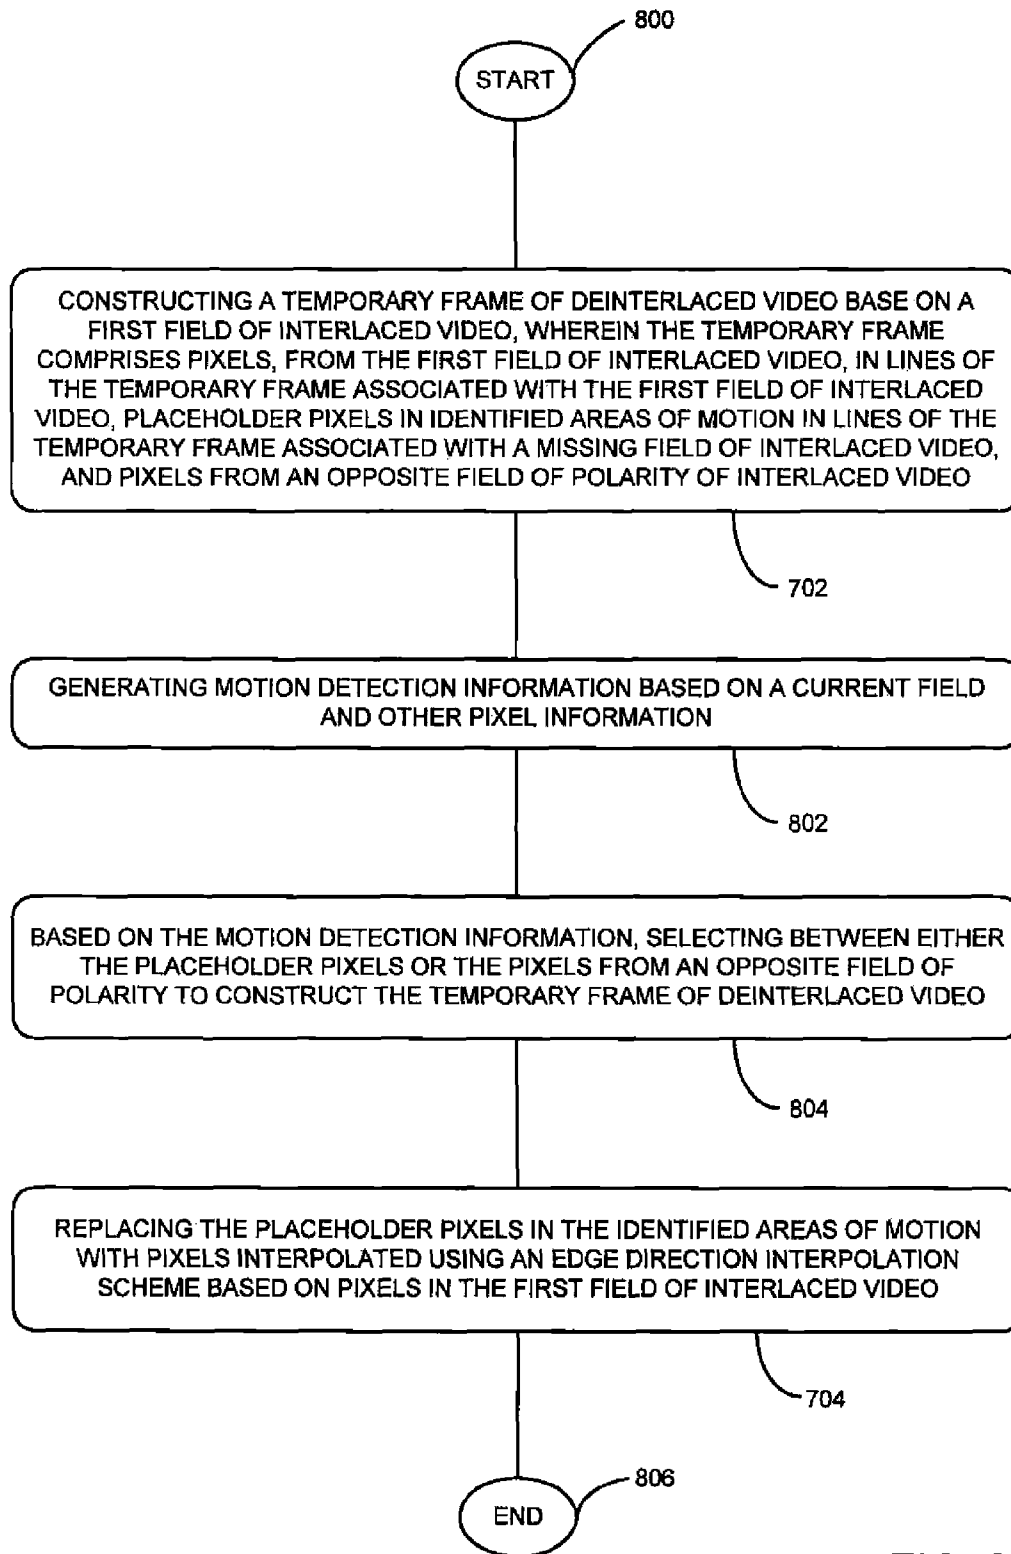 800
START
CONSTRUCTING A TEMPORARY FRAME OF DEINTERLACED VIDEO BASE ON A
FIRST FIELD OF INTERLACED VIDEO, WHEREIN THE TEMPORARY FRAME
COMPRISES PIXELS, FROM THE FIRST FIELD OF INTERLACED VIDEO, IN LINES OF
THE TEMPORARY FRAME ASSOCIATED WITH THE FIRST FIELD OF INTERLACED
VIDEO, PLACEHOLDER PIXELS IN IDENTIFIED AREAS OF MOTION IN LINES OF THE
TEMPORARY FRAME ASSOCIATED WITH A MISSING FIELD OF INTERLACED VIDEO,
AND PIXELS FROM AN OPPOSITE FIELD OF POLARITY OF INTERLACED VIDEO
702
GENERATING MOTION DETECTION INFORMATION BASED ON A CURRENT FIELD
AND OTHER PIXEL INFORMATION
802
BASED ON THE MOTION DETECTION INFORMATION, SELECTING BETWEEN EITHER
THE PLACEHOLDER PIXELS OR THE PIXELS FROM AN OPPOSITE FIELD OF
POLARITY TO CONSTRUCT THE TEMPORARY FRAME OF DEINTERLACED VIDEO
804
REPLACING THE PLACEHOLDER PIXELS IN THE IDENTIFIED AREAS OF MOTION
WITH PIXELS INTERPOLATED USING AN EDGE DIRECTION INTERPOLATION
SCHEME BASED ON PIXELS IN THE FIRST FIELD OF INTERLACED VIDEO
704
806
END